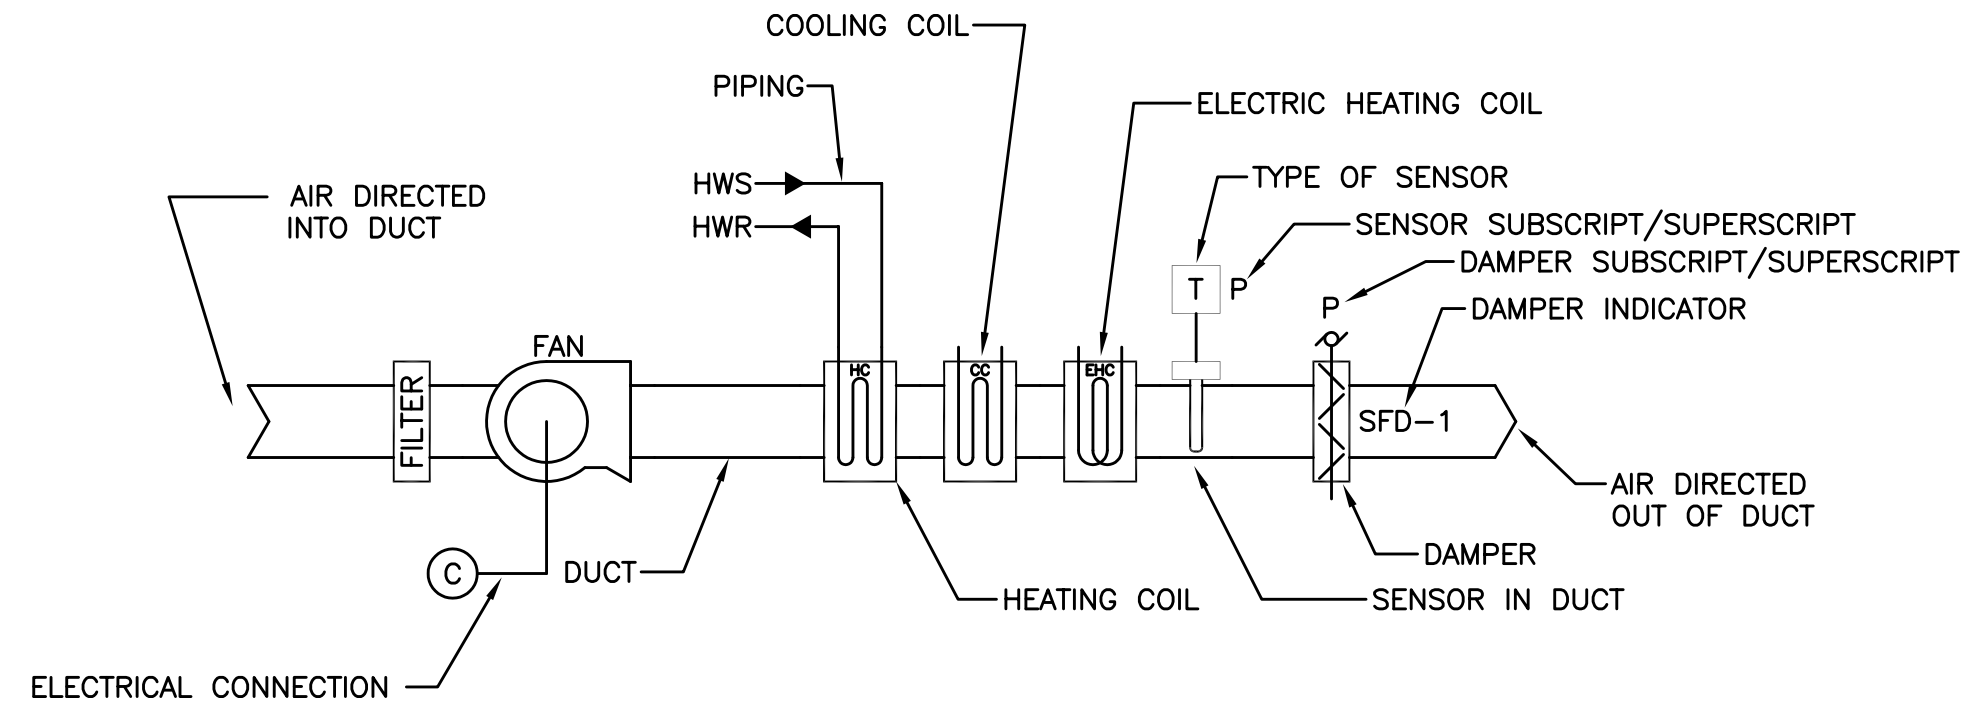 COOLING COIL
PIPING
ELECTRIC HEATING COIL
HWS
TYPE OF SENSOR
AIR DIRECTED
INTO DUCT
HWR
SENSOR SUBSCRIPT/SUPERSCRIPT
DAMPER SUBSCRIPT/SUPERSCRIPT
T
P
P
DAMPER INDICATOR
FAN
HC
CC
EHC
FILTER
SFD-1
AIR DIRECTED
OUT OF DUCT
DAMPER
C
DUCT
HEATING COIL
SENSOR IN DUCT
ELECTRICAL CONNECTION